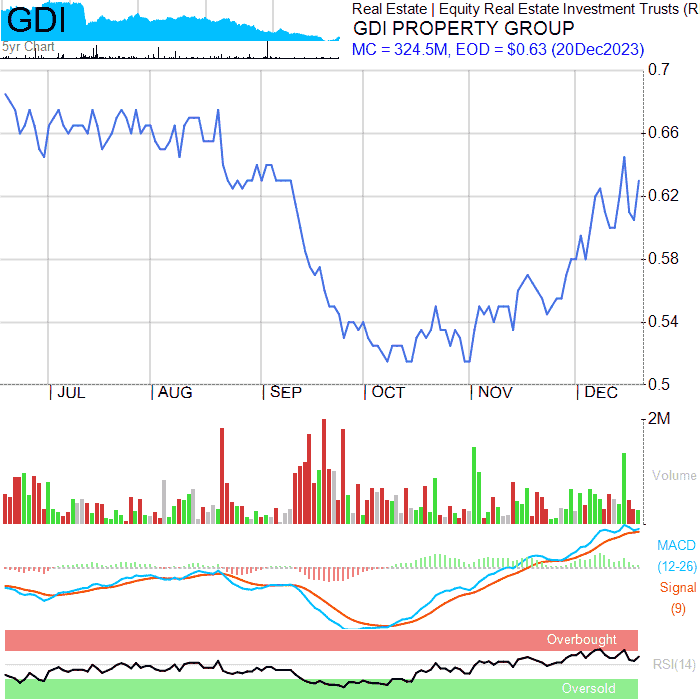 GDI
5yr Chart
Real Estate | Equity Real Estate Investment Trusts (R
GDI PROPERTY GROUP
MC = 324.5M, EOD = $0.63 (20Dec2023)
0.7
0.66
0.62
0.58
0.54
0.5
JUL AUG SEP OCT NOV DEC
2M
Volume
MACD
(12-26)
Signal
(9)
Overbought
RSI(14)
Oversold